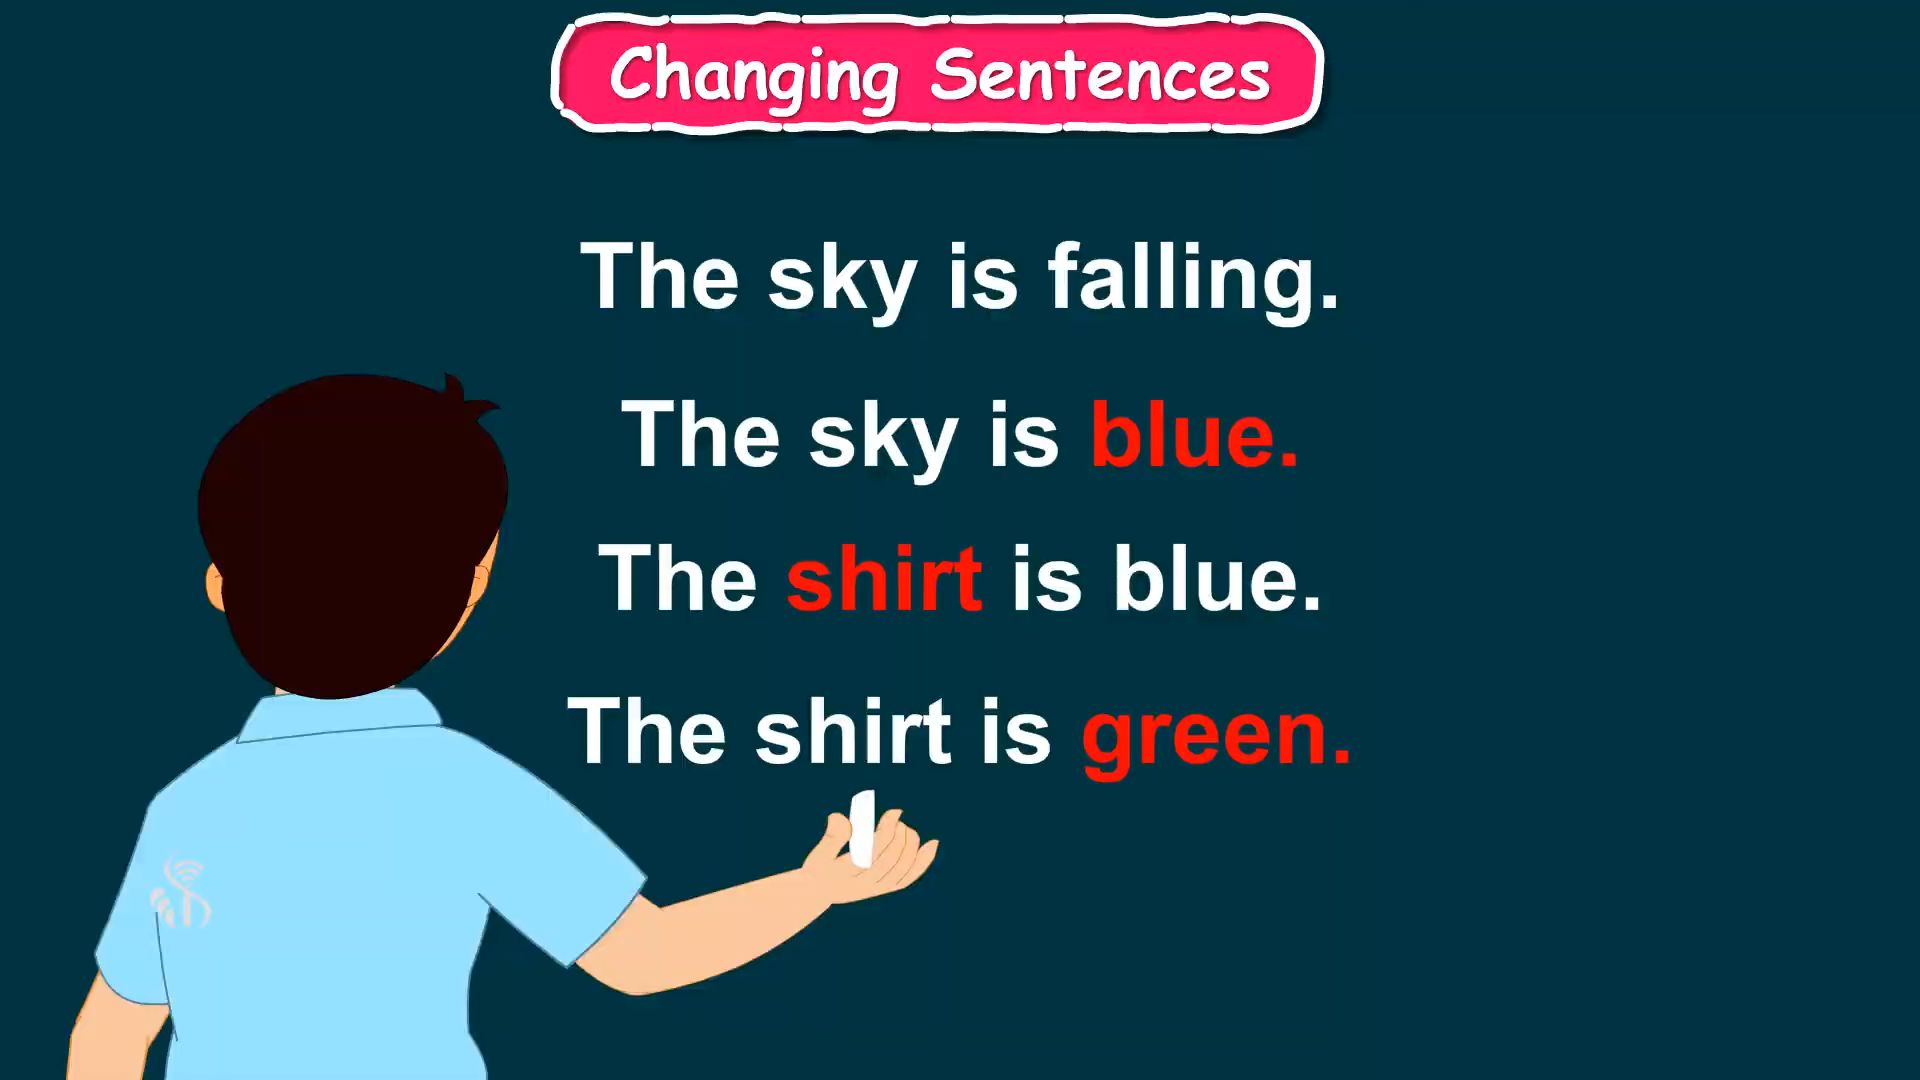 Changing Sentences
The sky is falling.
The sky is blue.
The shirt is blue.
The shirt is green.